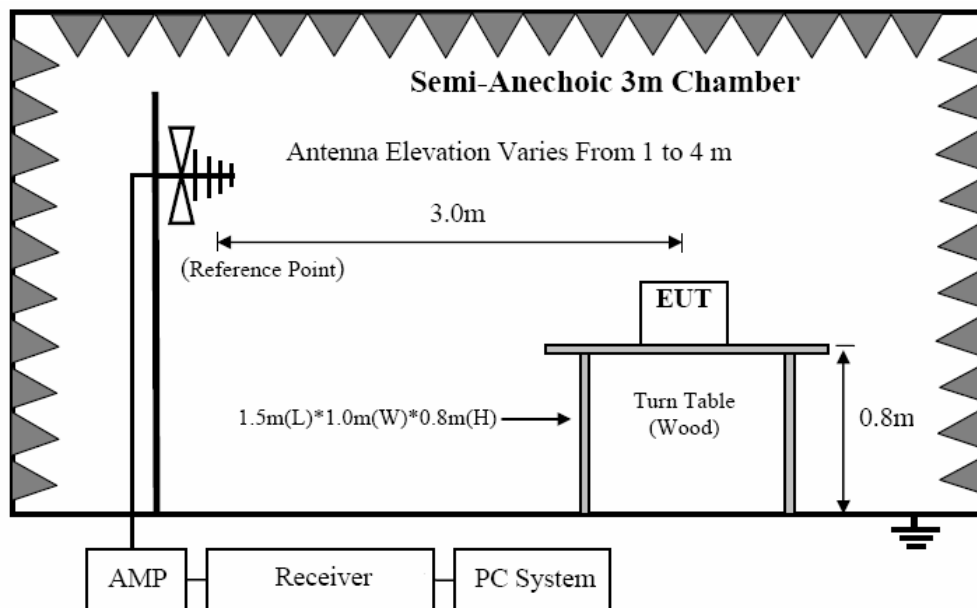 Semi-Anechoic 3m Chamber
Antenna Elevation Varies From 1 to 4 m
3.0m
(Reference Point)
EUT
1.5m(L)*1.0m(W)*0.8m(H)
Turn Table
(Wood)
0.8m
AMP
Receiver
PC System